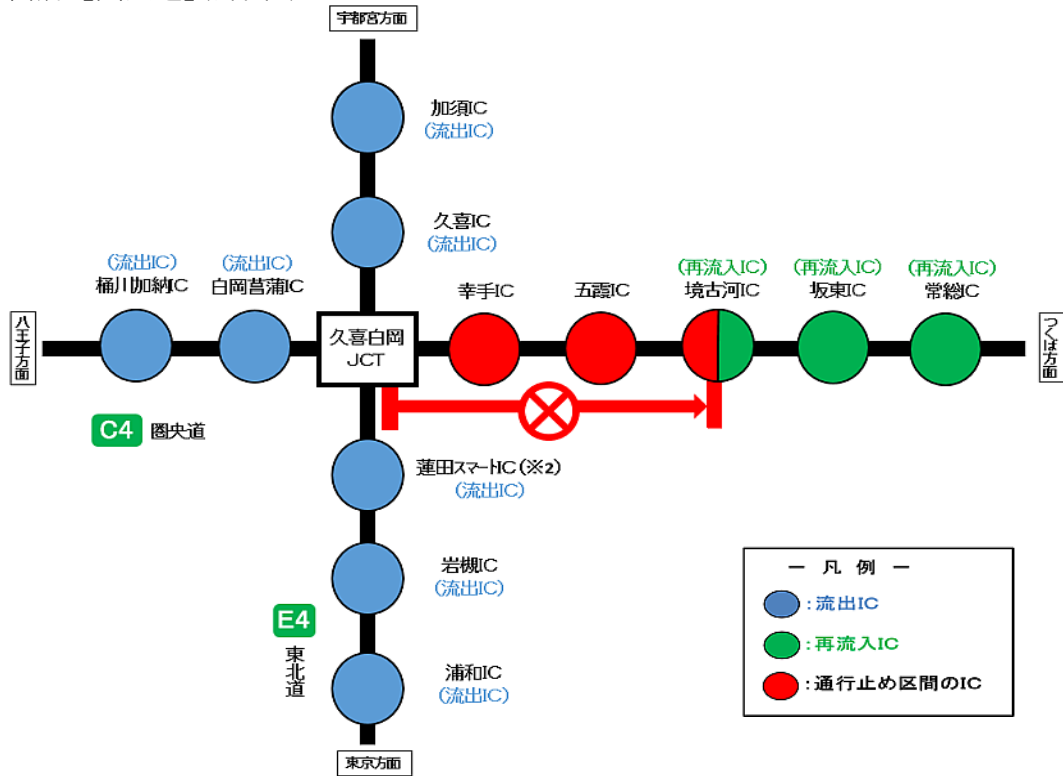 宇都宮方面
加須IC
(流出IC)
久喜IC
(流出IC)
(流出IC)
桶川加納IC
(流出IC)
白岡菖蒲IC
幸手IC
五霞IC
(再流入IC)
境古河IC
(再流入IC)
坂東IC
(再流入IC)
常総IC
八王子方面
久喜白岡
JCT
つくば方面
C4 圏央道
蓮田スマートIC(※2)
(流出IC)
岩槻IC
(流出IC)
E4
東北道
浦和IC
(流出IC)
東京方面
― 凡 例 ―
:流出IC
:再流入IC
:通行止め区間のIC